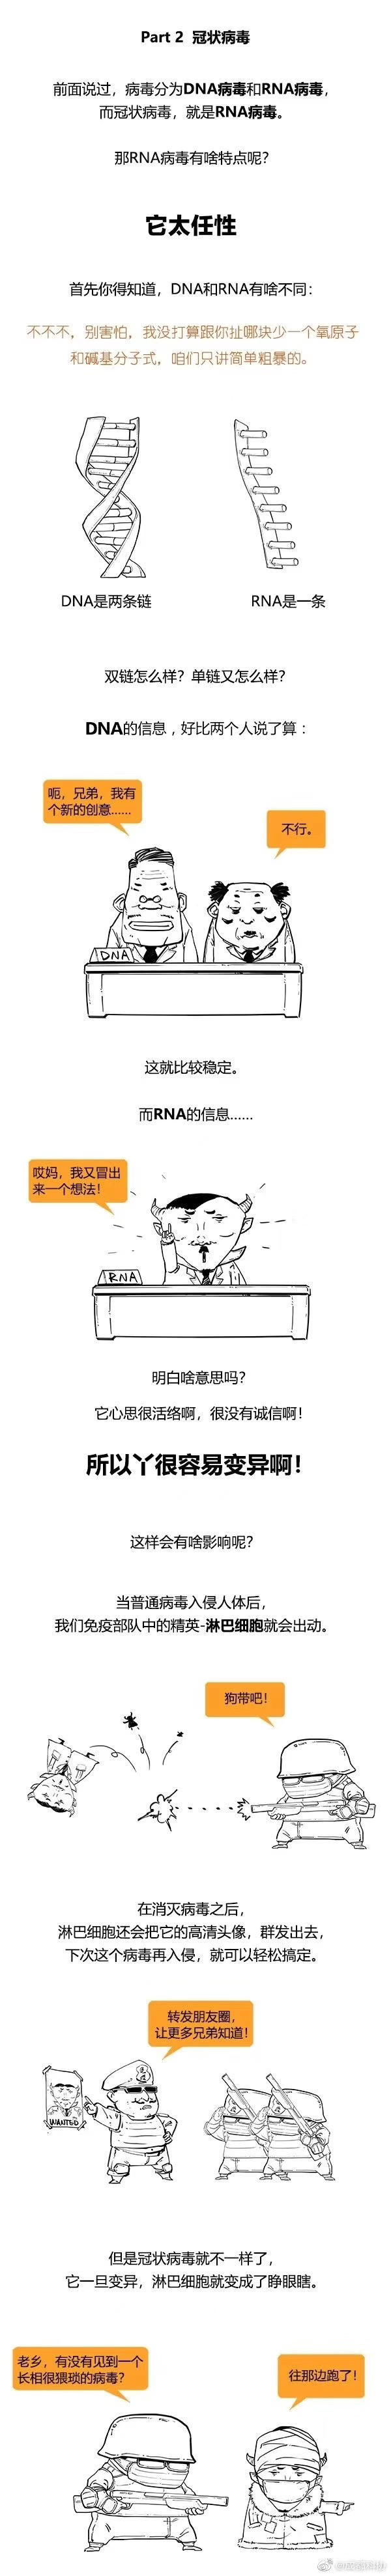 Part 2 冠状病毒
前面说过，病毒分为DNA病毒和RNA病毒，
而冠状病毒，就是RNA病毒。
那RNA病毒有啥特点呢？
它太任性
首先你得知道，DNA和RNA有啥不同：
不不不，别害怕，我没打算跟你扯哪块少一个氧原子
和碱基分子式，咱们只讲简单粗暴的。
DNA是两条链
RNA是一条
双链怎么样？单链又怎么样？
DNA的信息，好比两个人说了算：
呃，兄弟，我有
个新的创意......
不行。
DNA
这就比较稳定。
而RNA的信息......
哎妈，我又冒出
来一个想法！
RNA
明白啥意思吗？
它心思很活络啊，很没有诚信啊！
所以丫很容易变异啊！
这样会有啥影响呢？
当普通病毒入侵人体后，
我们免疫部队中的精英-淋巴细胞就会出动。
狗带吧！
在消灭病毒之后，
淋巴细胞还会把它的高清头像，群发出去，
下次这个病毒再入侵，就可以轻松搞定。
转发朋友圈，
让更多兄弟知道！
WANTED
但是冠状病毒就不一样了，
它一旦变异，淋巴细胞就变成了睁眼瞎。
老乡，有没有见到一个
长相很猥琐的病毒？
往那边跑了！